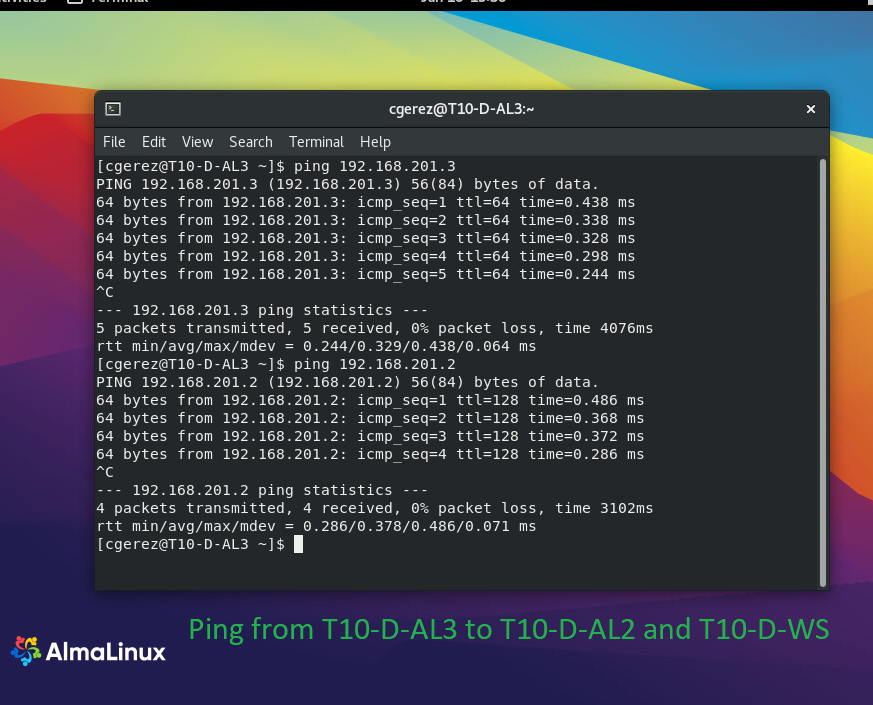 Terminal
cgerez@T10-D-AL3:~
File Edit View Search Terminal Help
[cgerez@T10-D-AL3 ~]$ ping 192.168.201.3
PING 192.168.201.3 (192.168.201.3) 56(84) bytes of data.
64 bytes from 192.168.201.3: icmp_seq=1 ttl=64 time=0.438 ms
64 bytes from 192.168.201.3: icmp_seq=2 ttl=64 time=0.338 ms
64 bytes from 192.168.201.3: icmp_seq=3 ttl=64 time=0.328 ms
64 bytes from 192.168.201.3: icmp_seq=4 ttl=64 time=0.298 ms
64 bytes from 192.168.201.3: icmp_seq=5 ttl=64 time=0.244 ms
^C
--- 192.168.201.3 ping statistics ---
5 packets transmitted, 5 received, 0% packet loss, time 4076ms
rtt min/avg/max/mdev = 0.244/0.329/0.438/0.064 ms
[cgerez@T10-D-AL3 ~]$ ping 192.168.201.2
PING 192.168.201.2 (192.168.201.2) 56(84) bytes of data.
64 bytes from 192.168.201.2: icmp_seq=1 ttl=128 time=0.486 ms
64 bytes from 192.168.201.2: icmp_seq=2 ttl=128 time=0.368 ms
64 bytes from 192.168.201.2: icmp_seq=3 ttl=128 time=0.372 ms
64 bytes from 192.168.201.2: icmp_seq=4 ttl=128 time=0.286 ms
^C
--- 192.168.201.2 ping statistics ---
4 packets transmitted, 4 received, 0% packet loss, time 3102ms
rtt min/avg/max/mdev = 0.286/0.378/0.486/0.071 ms
[cgerez@T10-D-AL3 ~]$
Ping from T10-D-AL3 to T10-D-AL2 and T10-D-WS
AlmaLinux